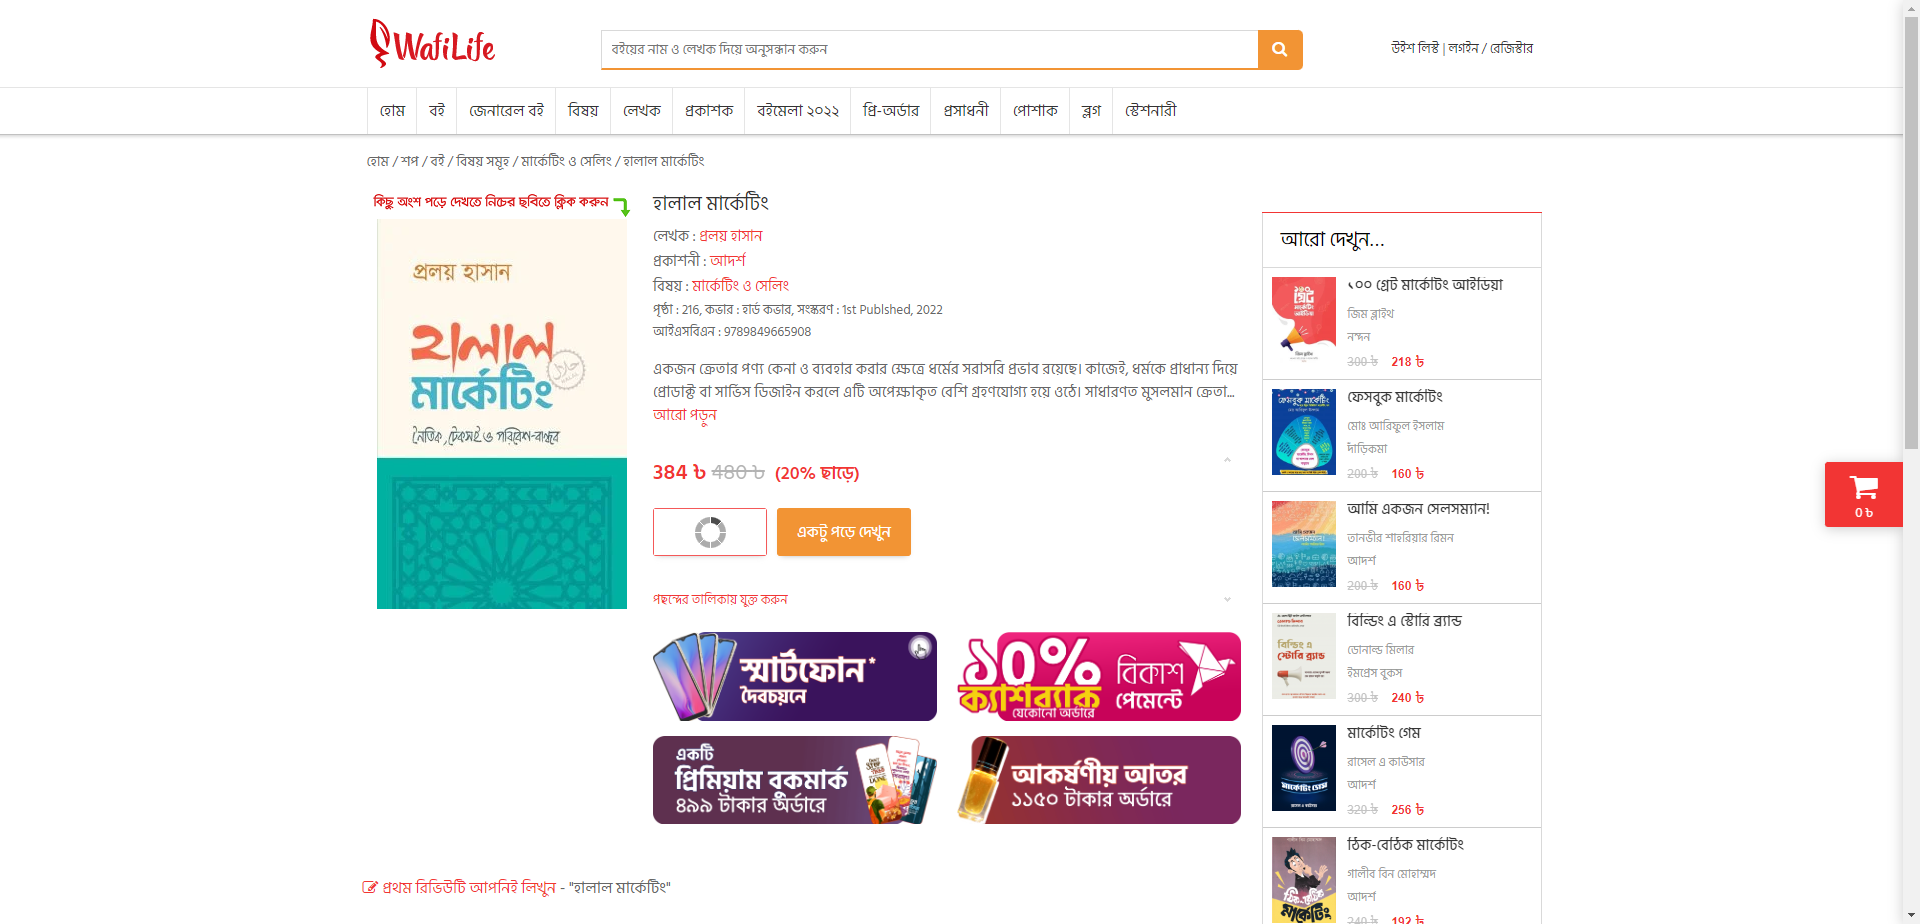 WafiLife
বইয়ের নাম ও লেখক দিয়ে অনুসন্ধান করুন
উইশ লিস্ট | লগইন / রেজিস্টার
হোম
বই
জেনারেল বই
বিষয়
লেখক
প্রকাশক
বইমেলা ২০২২
প্রি-অর্ডার
প্রসাধনী
পোশাক
ব্লগ
স্টেশনারী
হোম / শপ / বই / বিষয় সমূহ / মার্কেটিং ও সেলিং / হালাল মার্কেটিং
কিছু অংশ পড়ে দেখতে নিচের ছবিতে ক্লিক করুন
প্রলয় হাসান
হালাল
মার্কেটিং
নৈতিক, টেকসই ও পরিবেশ-বান্ধব
হালাল মার্কেটিং
লেখক : প্রলয় হাসান
প্রকাশনী : আদর্শ
বিষয় : মার্কেটিং ও সেলিং
পৃষ্ঠা : 216, কভার : হার্ড কভার, সংস্করণ : 1st Publshed, 2022
আইএসবিএন : 9789849665908
একজন ক্রেতার পণ্য কেনা ও ব্যবহার করার ক্ষেত্রে ধর্মের সরাসরি প্রভাব রয়েছে। কাজেই, ধর্মকে প্রাধান্য দিয়ে
প্রোডাক্ট বা সার্ভিস ডিজাইন করলে এটি অপেক্ষাকৃত বেশি গ্রহণযোগ্য হয়ে ওঠে। সাধারণত মুসলমান ক্রেতা...
আরো পড়ুন
384 ৳ 480 ৳ (20% ছাড়ে)
একটু পড়ে দেখুন
পছন্দের তালিকায় যুক্ত করুন
স্মার্টফোন*
দৈবচয়নে
১০%
ক্যাশব্যাক
যেকোনো অর্ডারে
বিকাশ
পেমেন্টে
একটি
প্রিমিয়াম বুকমার্ক
৪৯৯ টাকার অর্ডারে
আকর্ষণীয় আতর
১১৫০ টাকার অর্ডারে
প্রথম রিভিউটি আপনিই লিখুন - "হালাল মার্কেটিং"
আরো দেখুন...
১০০ গ্রেট মার্কেটিং আইডিয়া
জিম ব্লাইথ
নন্দন
300 ৳ 218 ৳
ফেসবুক মার্কেটিং
মোঃ আরিফুল ইসলাম
দাঁড়িকমা
200 ৳ 160 ৳
আমি একজন সেলসম্যান!
তানভীর শাহরিয়ার রিমন
আদর্শ
200 ৳ 160 ৳
বিল্ডিং এ স্টোরি ব্র্যান্ড
ডোনাল্ড মিলার
ইমপ্রেস বুকস
300 ৳ 240 ৳
মার্কেটিং গেম
রাসেল এ কাউসার
আদর্শ
320 ৳ 256 ৳
ঠিক-বেঠিক মার্কেটিং
গালীব বিন মোহাম্মদ
আদর্শ
240 ৳ 192 ৳
0 ৳